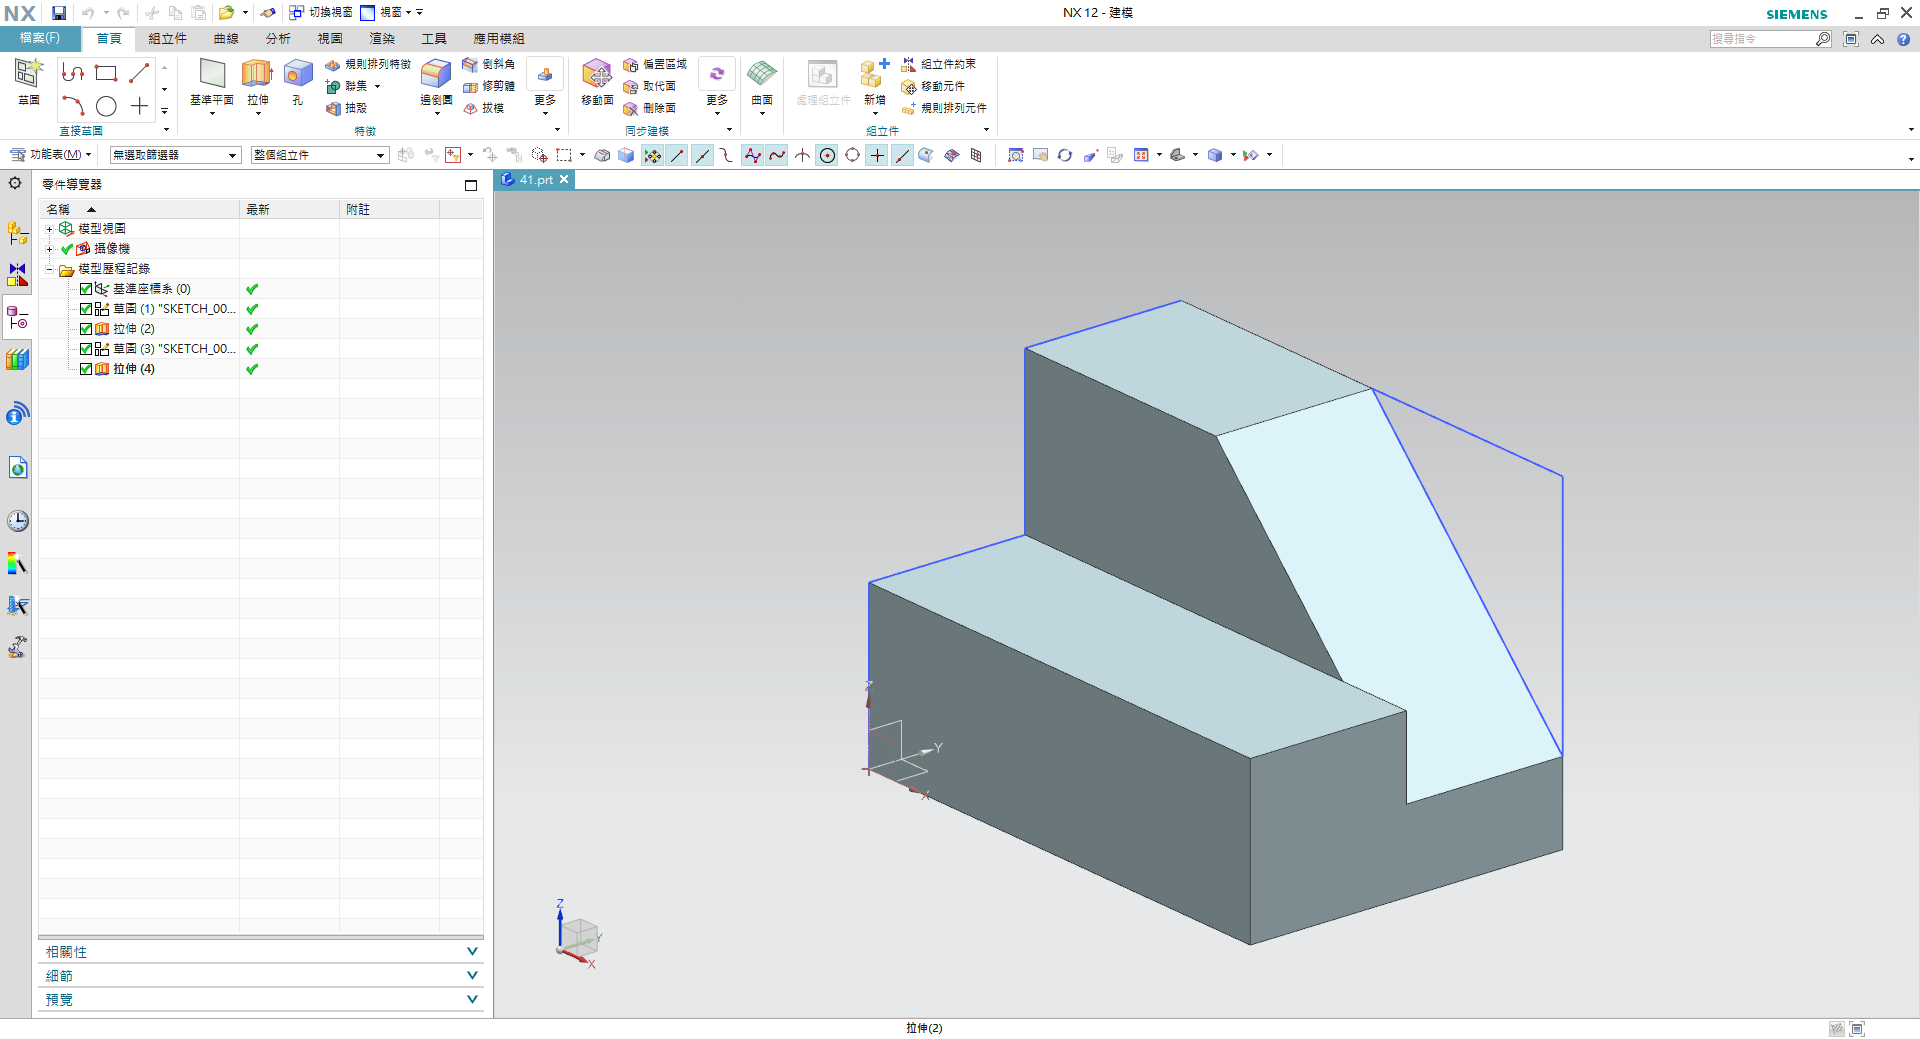 NX 切換視窗 視窗 NX 12 - 建模 SIEMENS
檔案(F) 首頁 組立件 曲線 分析 視圖 渲染 工具 應用模組 搜尋指令
草圖 基準平面 拉伸 孔 規則排列特徵 聯集 抽殼 邊倒圓 倒斜角 修剪體 拔模 更多 移動面 偏置區域 取代面 刪除面 更多 曲面 處理組立件 新增 組立件約束 移動元件 規則排列元件
直接草圖 特徵 同步建模 組立件
功能表(M) 無選取篩選器 整個組立件
零件導覽器 41.prt
名稱 最新 附註
模型視圖
攝像機
模型歷程記錄
基準座標系 (0)
草圖 (1) "SKETCH_00...
拉伸 (2)
草圖 (3) "SKETCH_00...
拉伸 (4)
Z
Y
X
Z
Y
X
相關性
細節
預覽
拉伸(2)